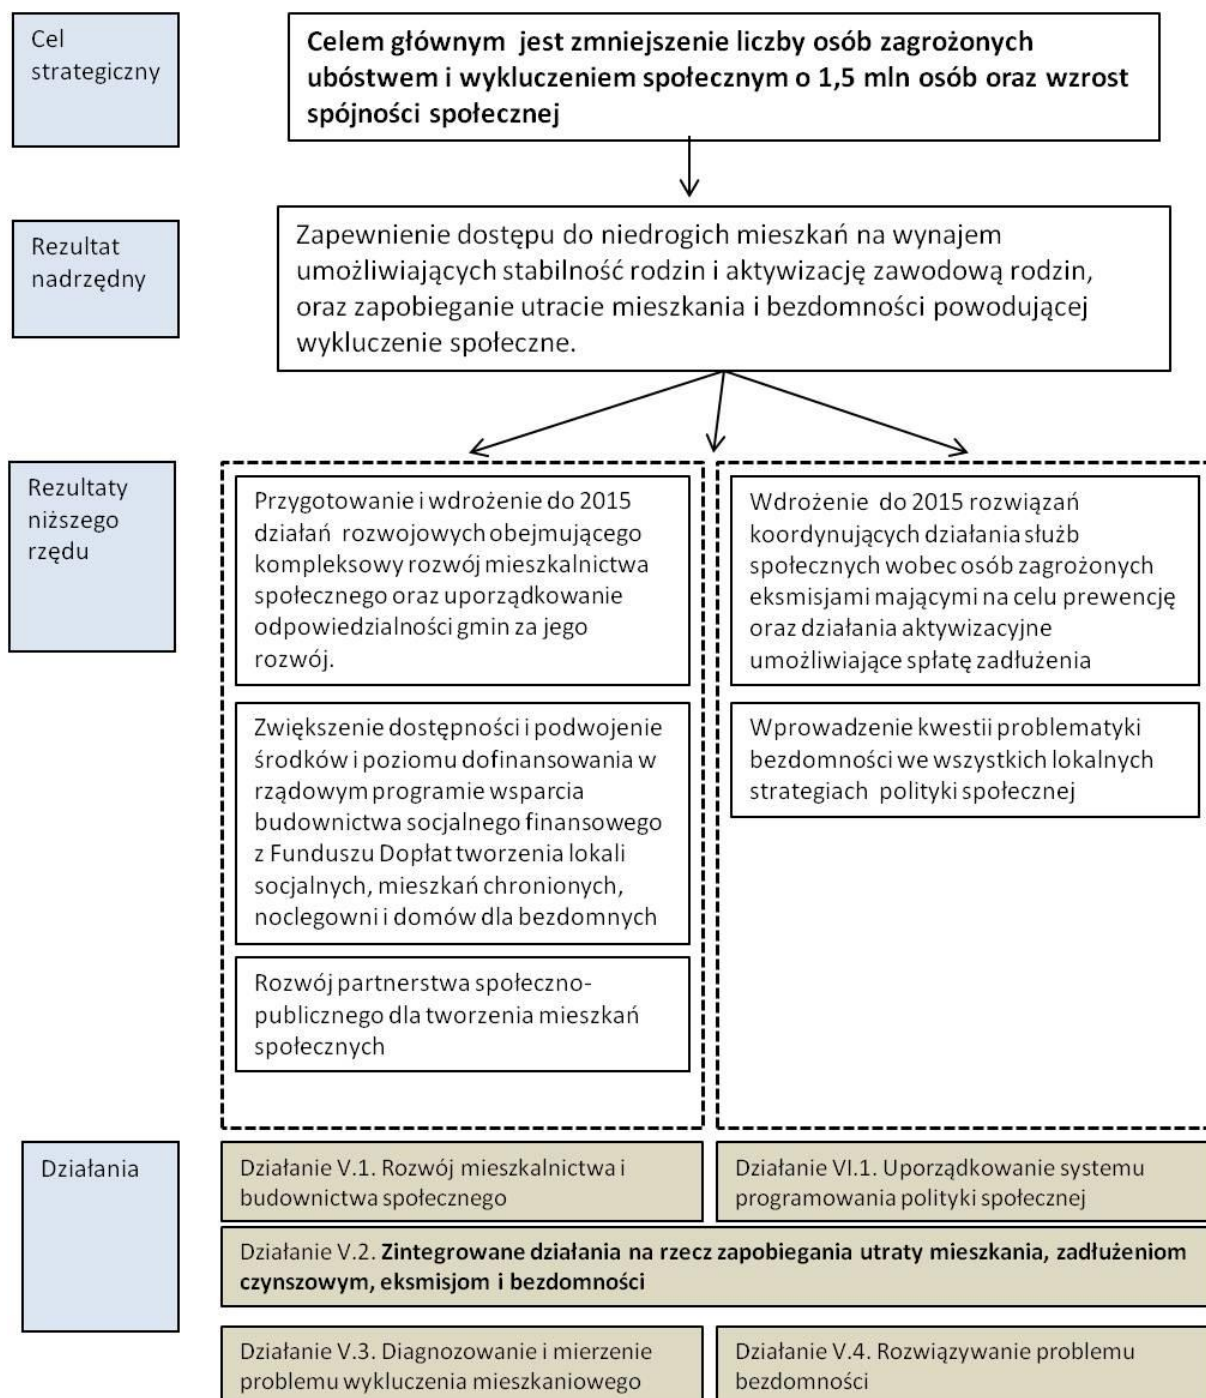 Cel
strategiczny
Celem głównym jest zmniejszenie liczby osób zagrożonych
ubóstwem i wykluczeniem społecznym o 1,5 mln osób oraz wzrost
spójności społecznej
Rezultat
nadrzędny
Zapewnienie dostępu do niedrogich mieszkań na wynajem
umożliwiających stabilność rodzin i aktywizację zawodową rodzin,
oraz zapobieganie utracie mieszkania i bezdomności powodującej
wykluczenie społeczne.
Rezultaty
niższego
rzędu
Przygotowanie i wdrożenie do 2015
działań rozwojowych obejmującego
kompleksowy rozwój mieszkalnictwa
społecznego oraz uporządkowanie
odpowiedzialności gmin za jego
rozwój.
Zwiększenie dostępności i podwojenie
środków i poziomu dofinansowania w
rządowym programie wsparcia
budownictwa socjalnego finansowego
z Funduszu Dopłat tworzenia lokali
socjalnych, mieszkań chronionych,
noclegowni i domów dla bezdomnych
Rozwój partnerstwa społeczno-
publicznego dla tworzenia mieszkań
społecznych
Wdrożenie do 2015 rozwiązań
koordynujących działania służb
społecznych wobec osób zagrożonych
eksmisjami mającymi na celu prewencję
oraz działania aktywizacyjne
umożliwiające spłatę zadłużenia
Wprowadzenie kwestii problematyki
bezdomności we wszystkich lokalnych
strategiach polityki społecznej
Działania
Działanie V.1. Rozwój mieszkalnictwa i
budownictwa społecznego
Działanie VI.1. Uporządkowanie systemu
programowania polityki społecznej
Działanie V.2. Zintegrowane działania na rzecz zapobiegania utraty mieszkania, zadłużeniom
czynszowym, eksmisjom i bezdomności
Działanie V.3. Diagnozowanie i mierzenie
problemu wykluczenia mieszkaniowego
Działanie V.4. Rozwiązywanie problemu
bezdomności